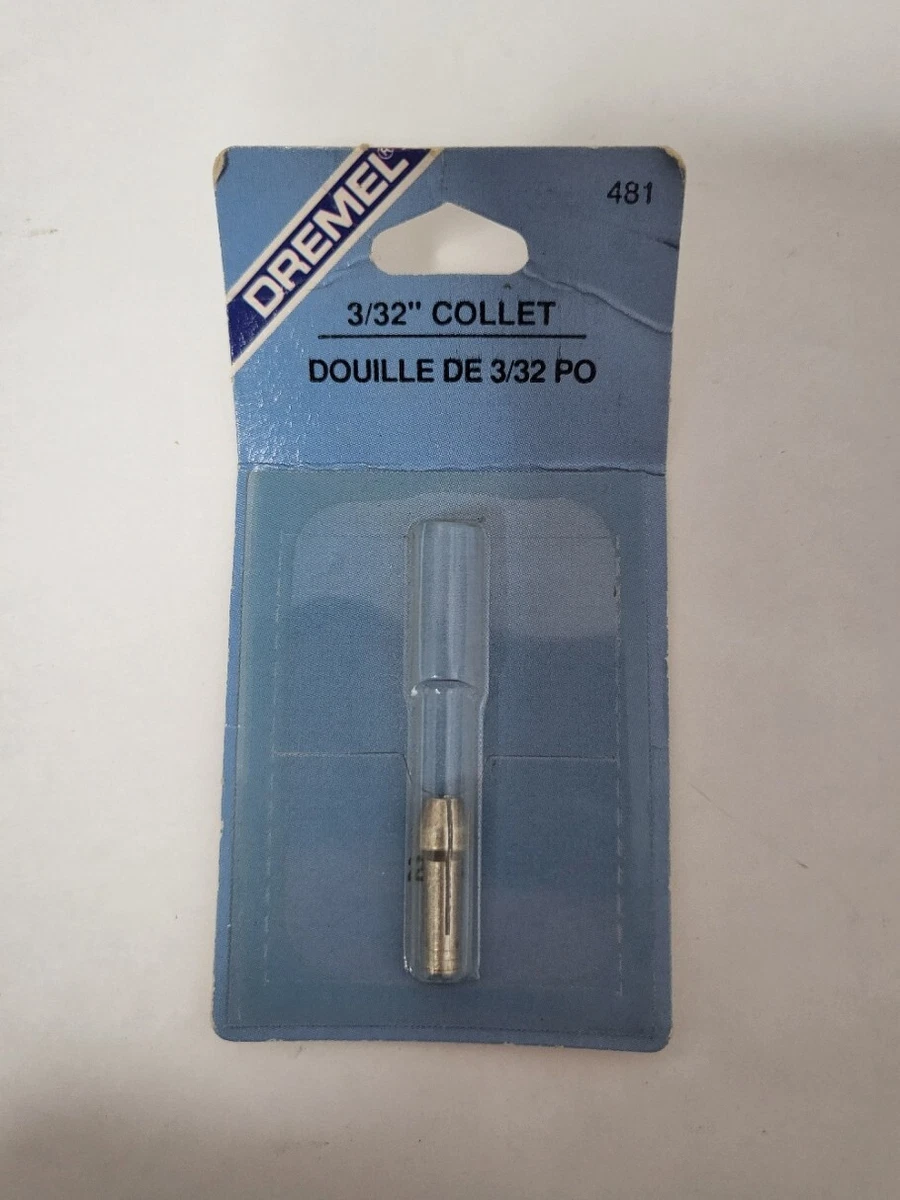 DREMEL®
481
3/32" COLLET
DOUILLE DE 3/32 PO